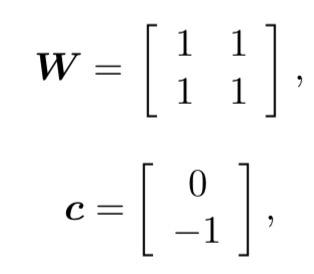 W = [ 1 1
1 1 ] ,
c = [ 0
−1 ] ,